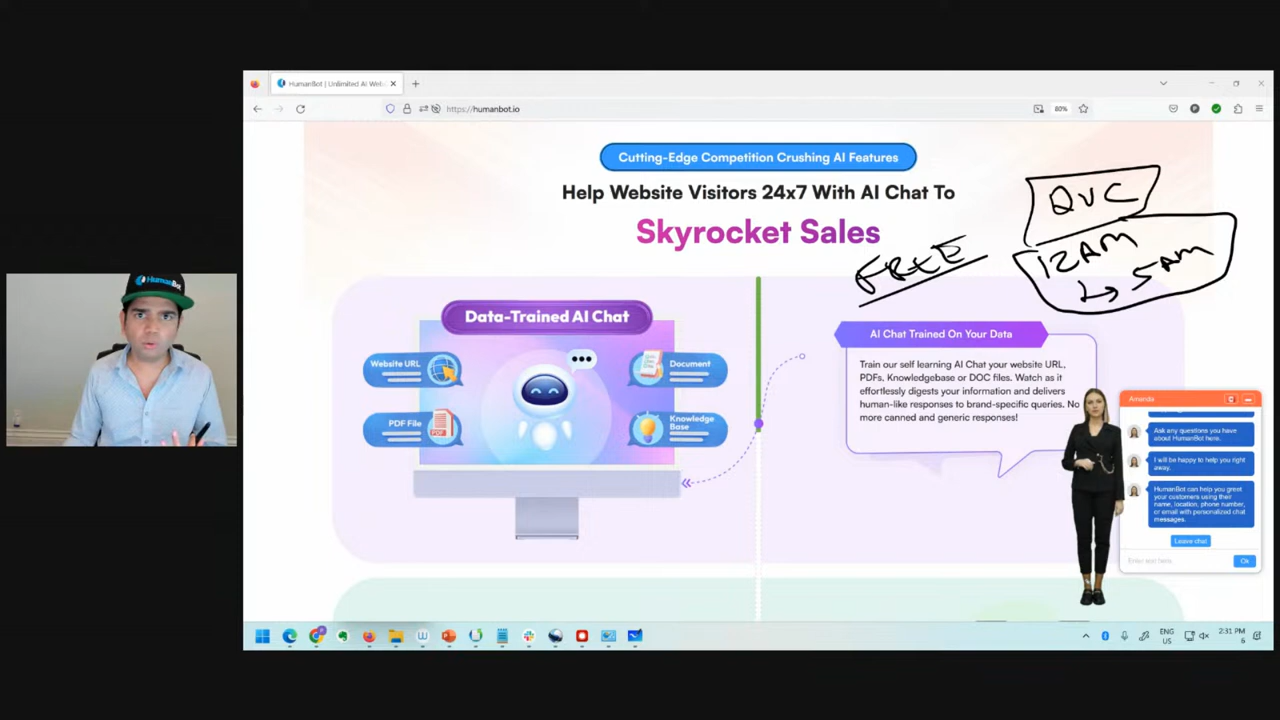 HumanBot | Unlimited AI Web
https://humanbot.io
80%
Cutting-Edge Competition Crushing AI Features
Help Website Visitors 24x7 With AI Chat To
Skyrocket Sales
QVC
12AM
↳ 5AM
FREE
HumanBot
Data-Trained AI Chat
Website URL
Document
PDF File
PDF
Knowledge
Base
AI Chat Trained On Your Data
Train our self learning AI Chat your website URL,
PDFs, Knowledgebase or DOC files. Watch as it
effortlessly digests your information and delivers
human-like responses to brand-specific queries. No
more canned and generic responses!
Amanda
Ask any questions you have
about HumanBot here.
I will be happy to help you right
away.
HumanBot can help you greet
your customers using their
name, location, phone number,
or email with personalized chat
messages.
Leave chat
Enter text here
Ok
ENG
US
2:31 PM
6